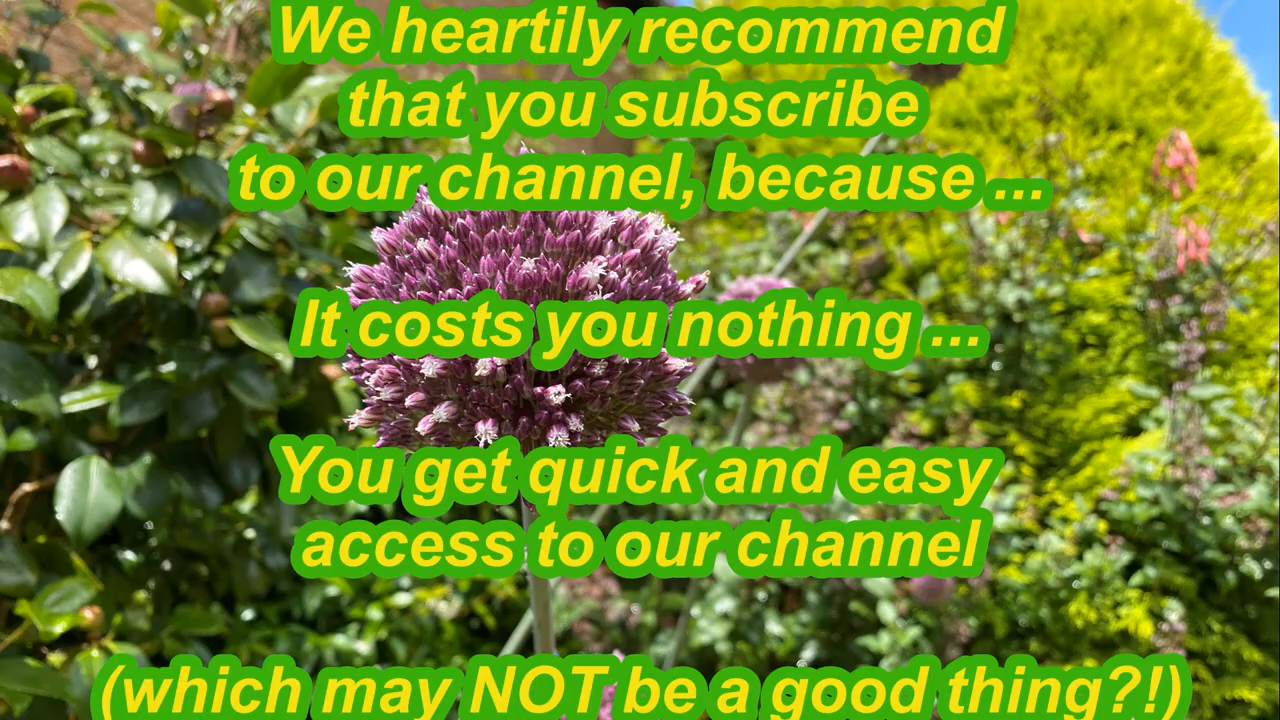 We heartily recommend
that you subscribe
to our channel, because ...
It costs you nothing ...
You get quick and easy
access to our channel
(which may NOT be a good thing?!)